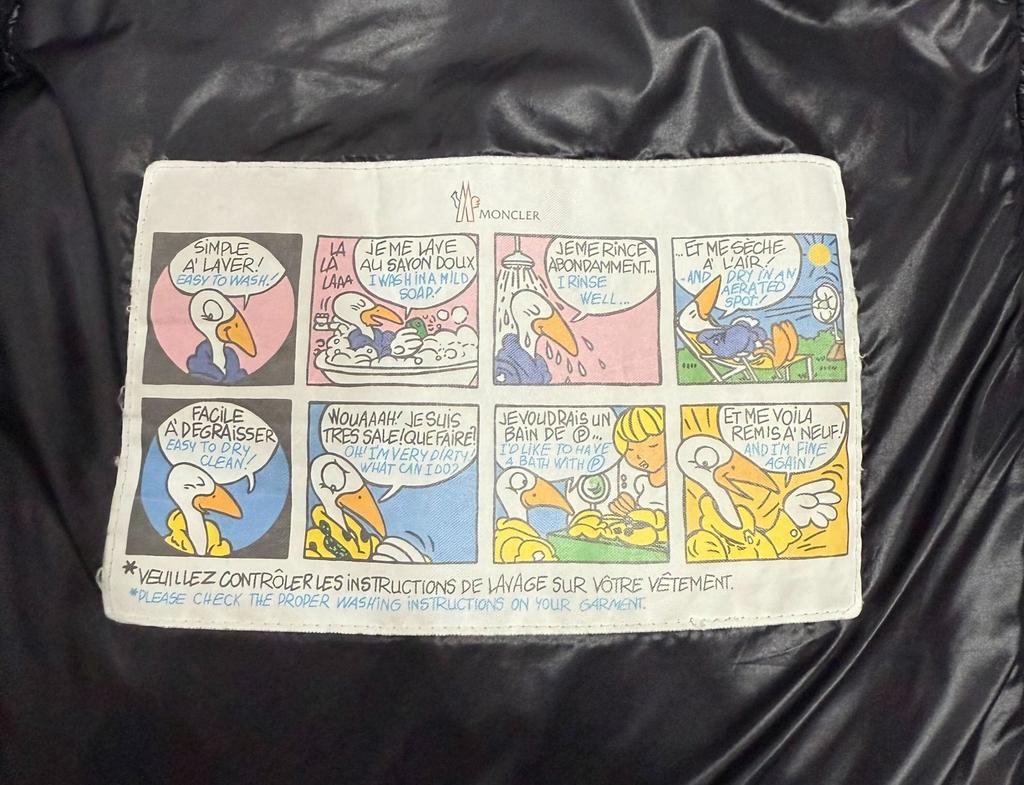 MONCLER
SIMPLE
A' LAVER!
EASY TO WASH!
LA
LÀ
LAAA
JE ME LAVE
AU SAYON DOUX
I WASH IN A MILD
SOAP!
JE ME RINCE
ABONDAMMENT...
I RINSE
WELL...
...ET ME SÈCHE
A' L'AIR!
...AND DRY IN AN
AERATED
SPOT!
FACILE
A' DEGRAISSER
EASY TO DRY
CLEAN!
WOUAAAH! JE SUIS
TRES SALE! QUE FAIRE?
OH! I'M VERY DIRTY!
WHAT CAN I DO?
JE VOUDRAIS UN
BAIN DE Ⓟ...
I'D LIKE TO HAVE
A BATH WITH Ⓟ
ET ME VOILA
REMIS A' NEUF!
AND I'M FINE
AGAIN!
*VEUILLEZ CONTRÔLER LES INSTRUCTIONS DE LAVAGE SUR VÔTRE VÊTEMENT.
*PLEASE CHECK THE PROPER WASHING INSTRUCTIONS ON YOUR GARMENT.